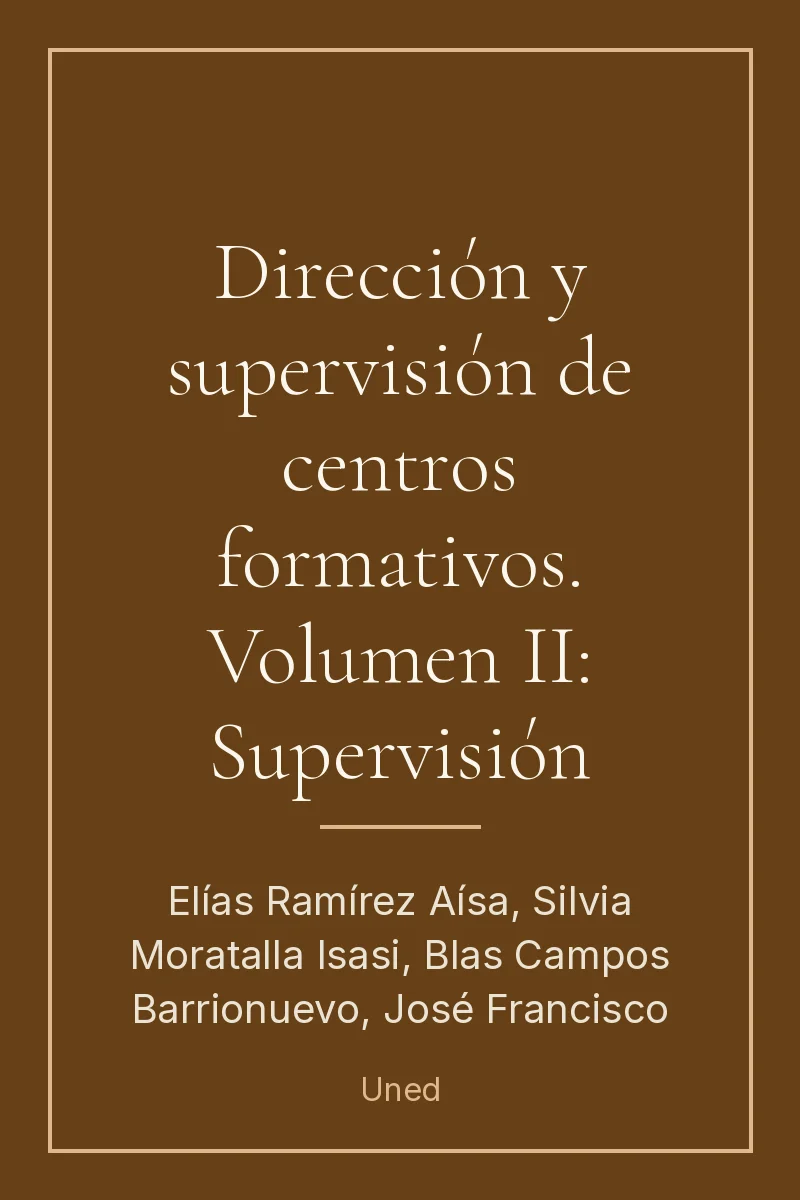 Dirección y
supervisión de
centros
formativos.
Volumen II:
Supervisión
Elías Ramírez Aísa, Silvia
Moratalla Isasi, Blas Campos
Barrionuevo, José Francisco
Uned